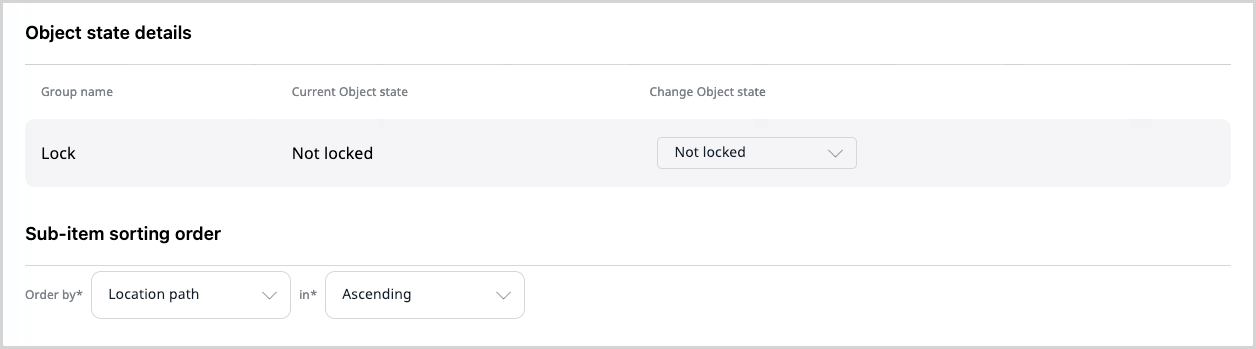 Object state details
Group name Current Object state Change Object state
Lock Not locked Not locked
Sub-item sorting order
Order by* Location path in* Ascending